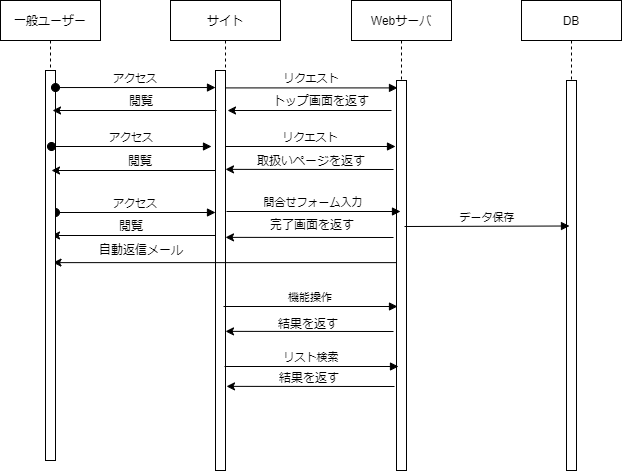 一般ユーザー
サイト
Webサーバ
DB
アクセス
リクエスト
閲覧
トップ画面を返す
アクセス
リクエスト
閲覧
取扱いページを返す
アクセス
問合せフォーム入力
閲覧
完了画面を返す
データ保存
自動返信メール
機能操作
結果を返す
リスト検索
結果を返す